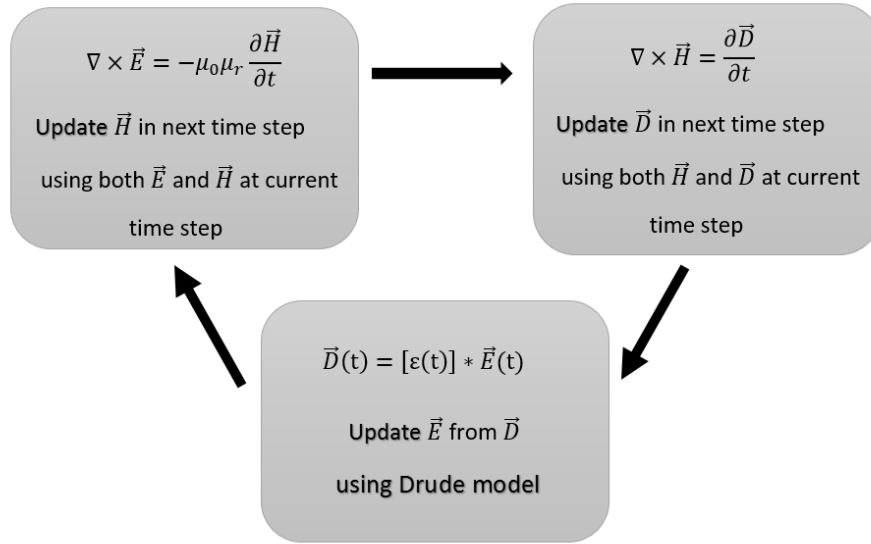 ∇ × E⃗ = −μ₀μᵣ ∂H⃗/∂t
Update H⃗ in next time step
using both E⃗ and H⃗ at current
time step
∇ × H⃗ = ∂D⃗/∂t
Update D⃗ in next time step
using both H⃗ and D⃗ at current
time step
D⃗(t) = [ε(t)] ∗ E⃗(t)
Update E⃗ from D⃗
using Drude model